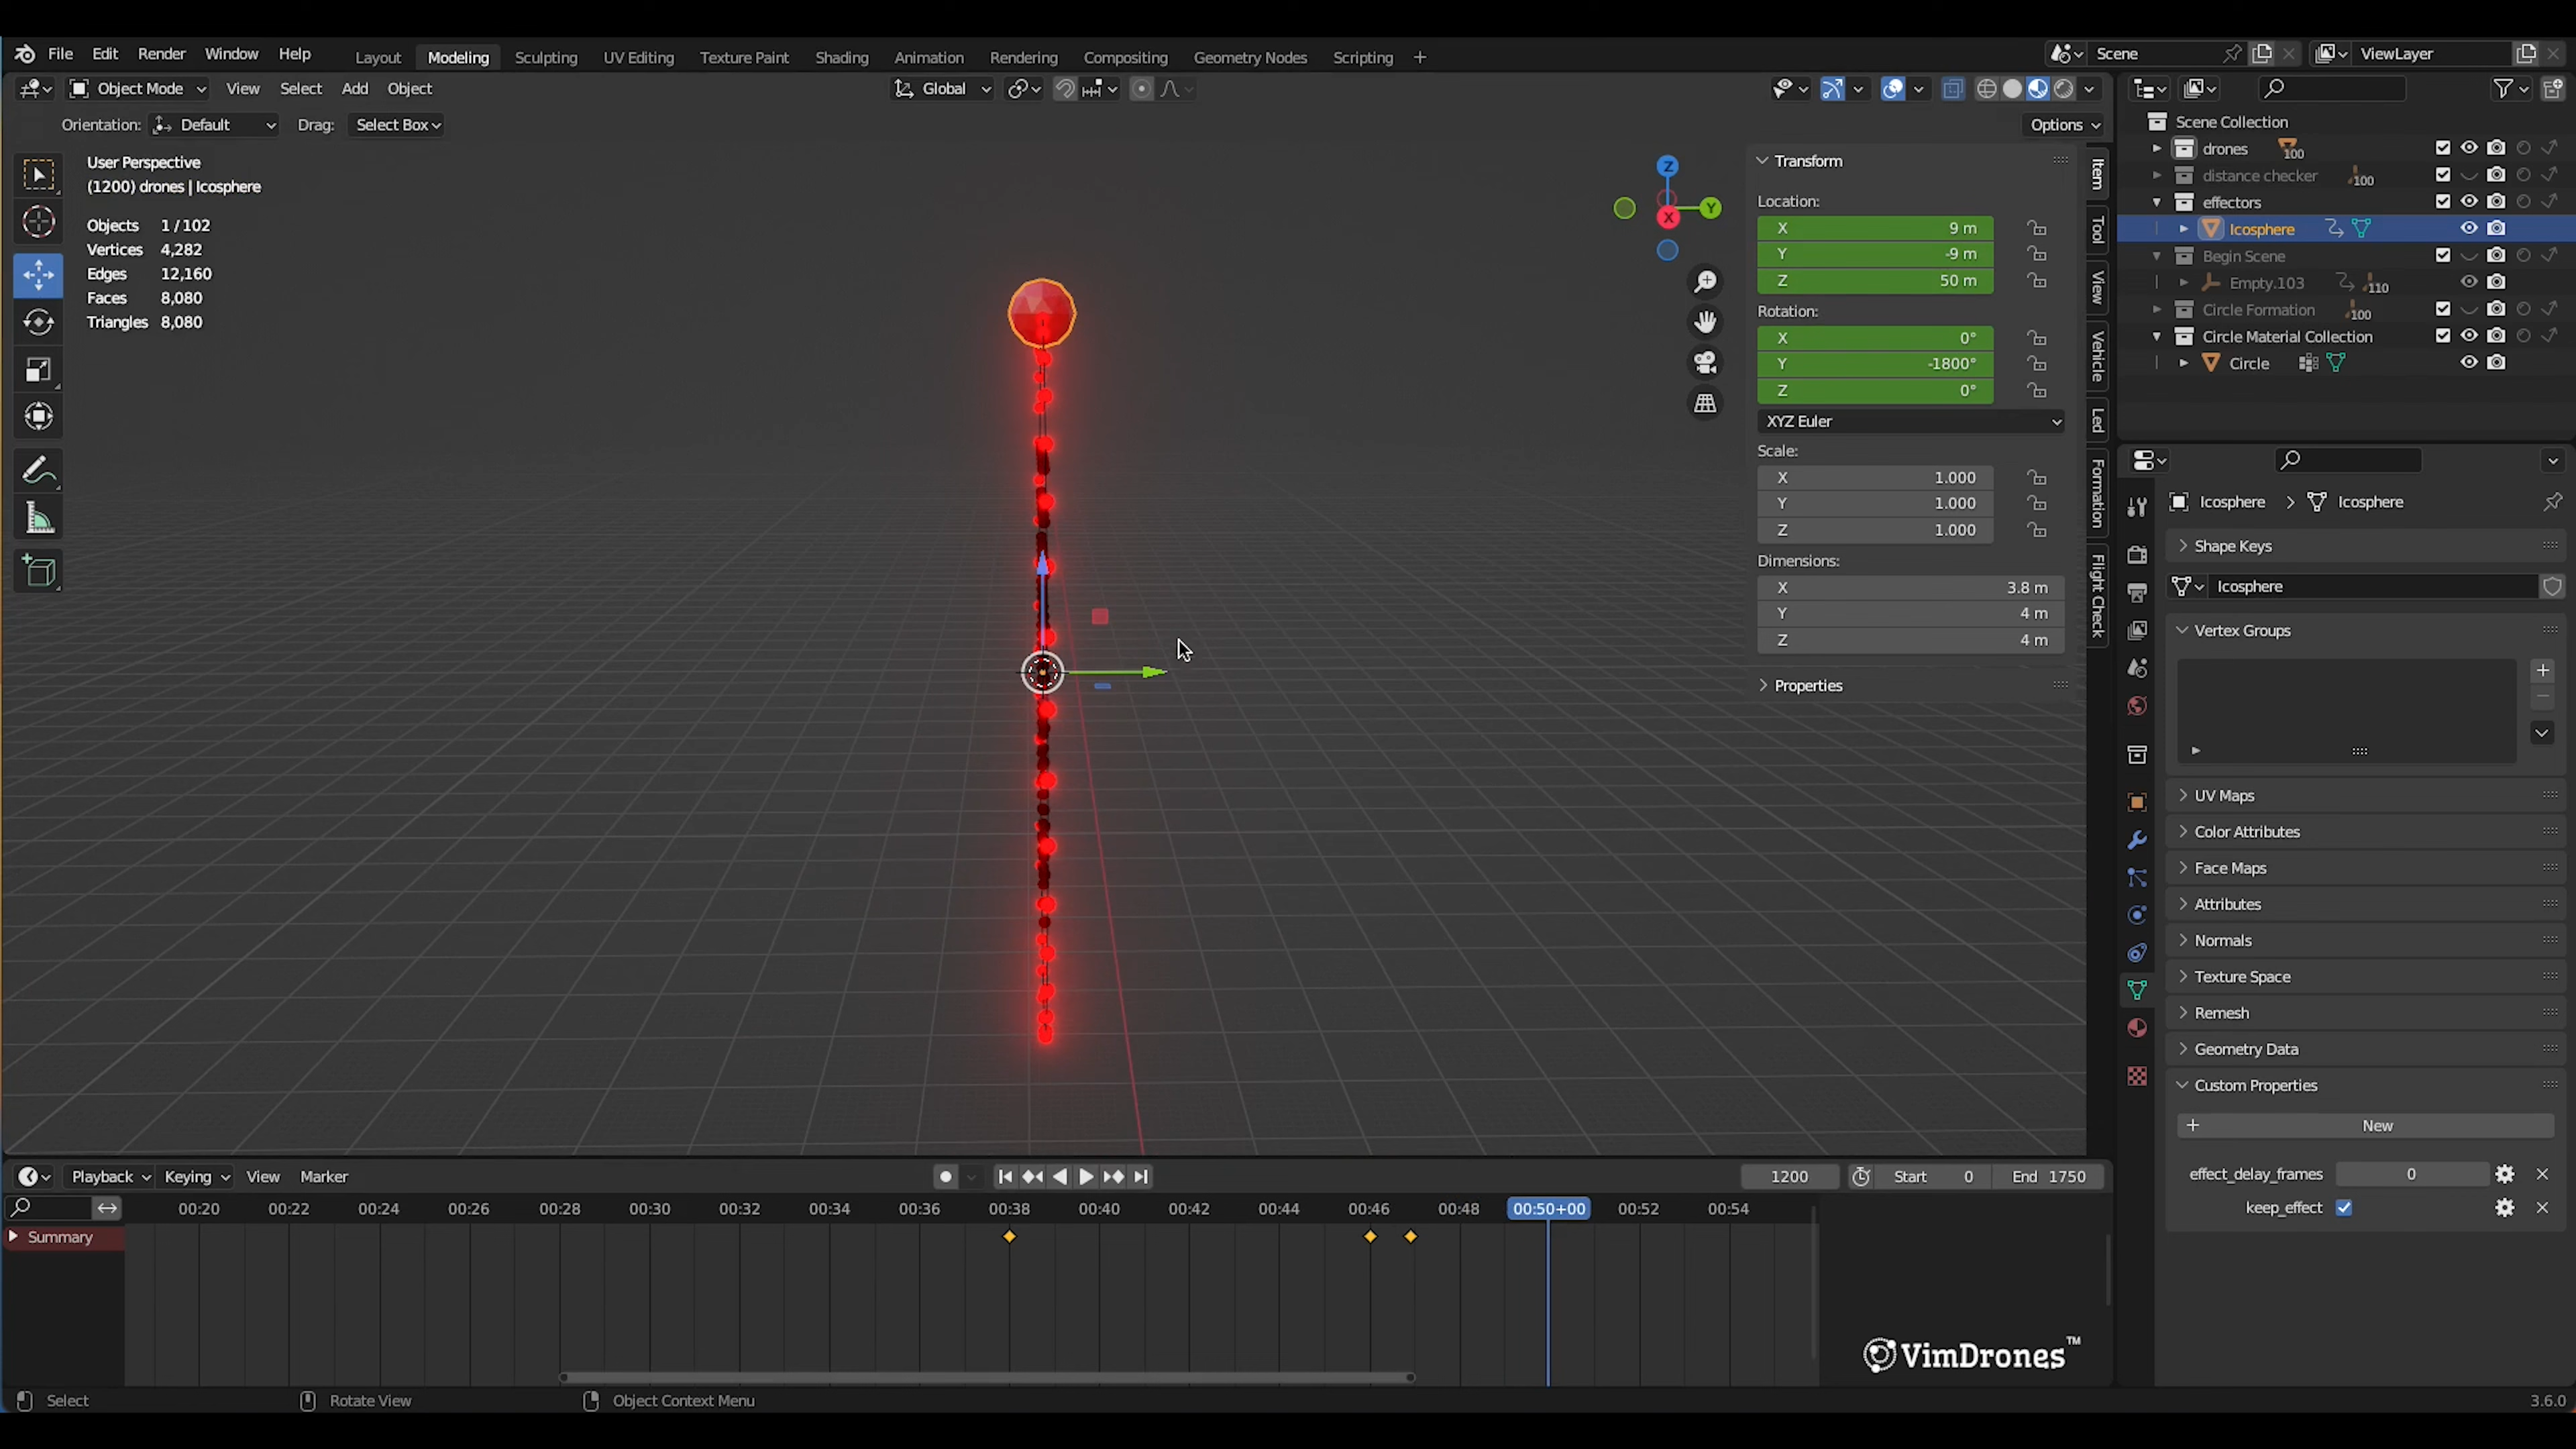 File Edit Render Window Help Layout Modeling Sculpting UV Editing Texture Paint Shading Animation Rendering Compositing Geometry Nodes Scripting + Scene ViewLayer
Object Mode View Select Add Object Global
Orientation: Default Drag: Select Box Options
User Perspective
(1200) drones | Icosphere
Objects 1 / 102
Vertices 4,282
Edges 12,160
Faces 8,080
Triangles 8,080
Z
Y
X
Transform
Location:
X 9 m
Y -9 m
Z 50 m
Rotation:
X 0°
Y -1800°
Z 0°
XYZ Euler
Scale:
X 1.000
Y 1.000
Z 1.000
Dimensions:
X 3.8 m
Y 4 m
Z 4 m
Properties
Item
Tool
View
Vehicle
Led
Formation
Flight Check
Scene Collection
drones 100
distance checker 100
effectors
Icosphere
Begin Scene
Empty.103 110
Circle Formation 100
Circle Material Collection
Circle
Icosphere > Icosphere
Shape Keys
Icosphere
Vertex Groups
UV Maps
Color Attributes
Face Maps
Attributes
Normals
Texture Space
Remesh
Geometry Data
Custom Properties
+ New
effect_delay_frames 0
keep_effect
Playback Keying View Marker 1200 Start 0 End 1750
00:20 00:22 00:24 00:26 00:28 00:30 00:32 00:34 00:36 00:38 00:40 00:42 00:44 00:46 00:48 00:50+00 00:52 00:54
Summary
VimDrones™
Select Rotate View Object Context Menu 3.6.0